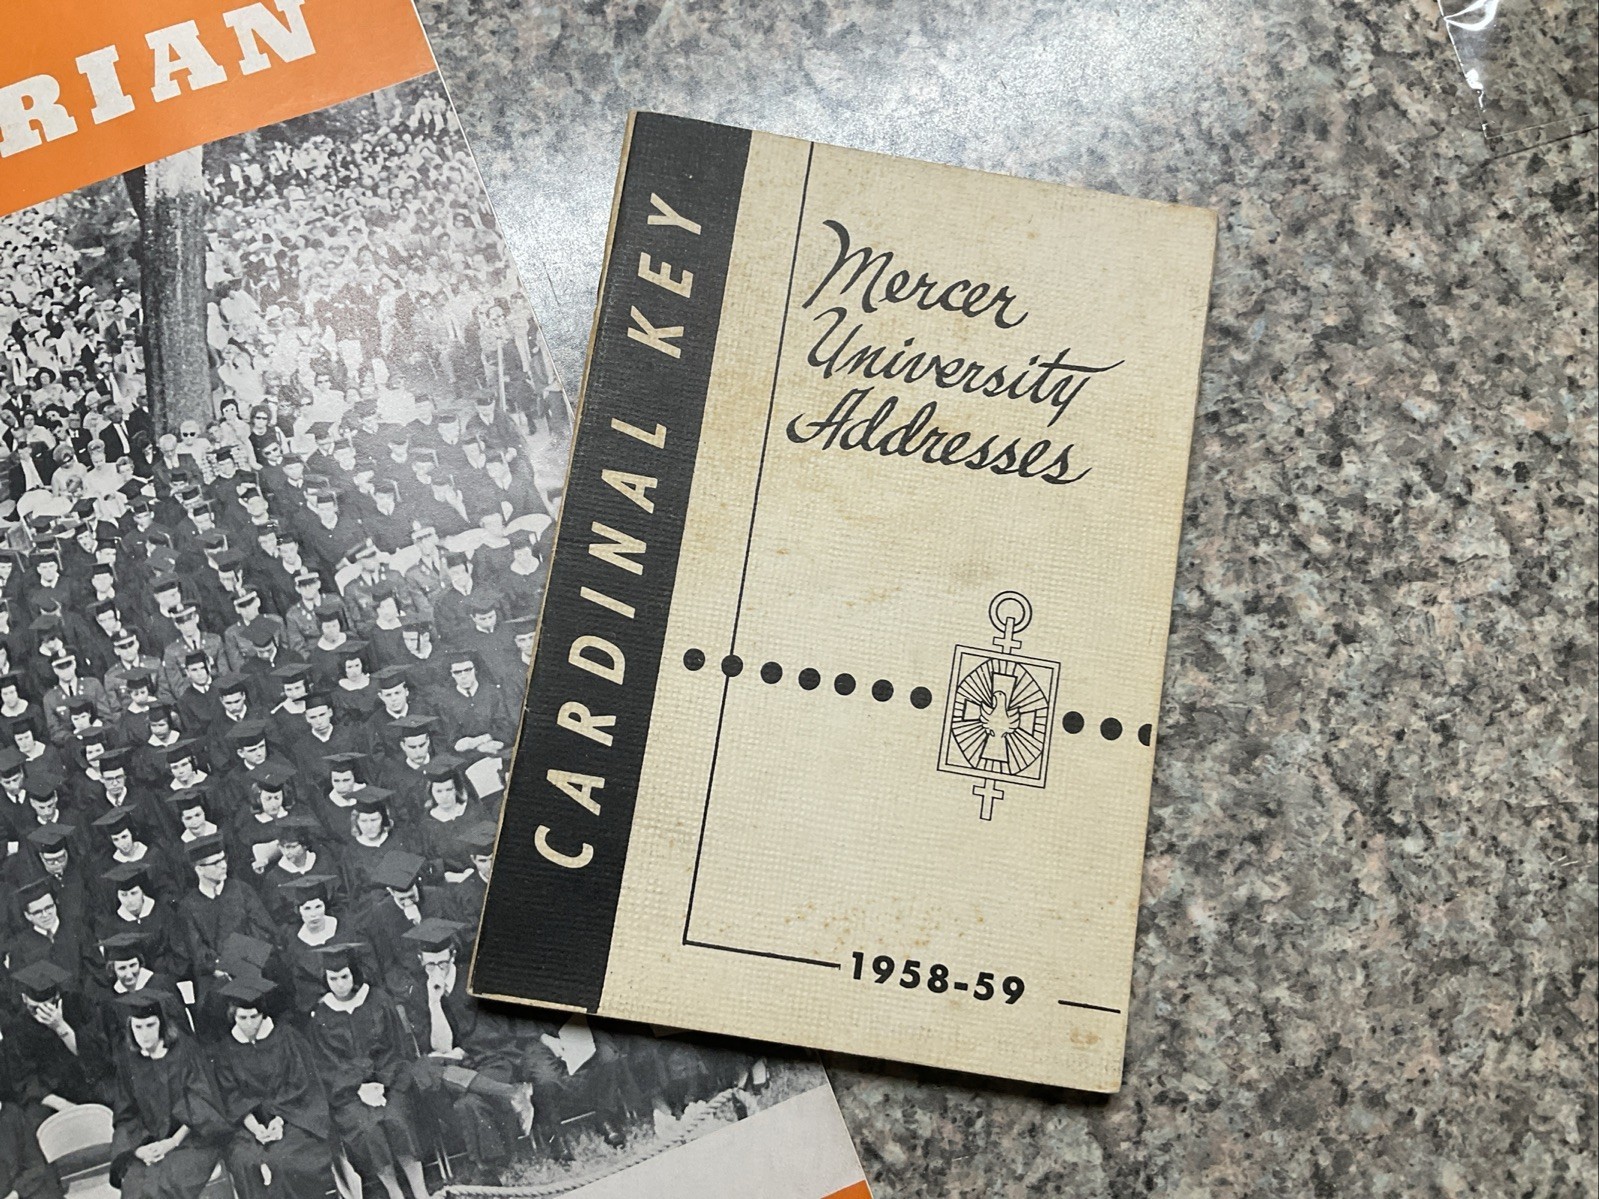 RIAN
CARDINAL KEY
Mercer
University
Addresses
1958-59